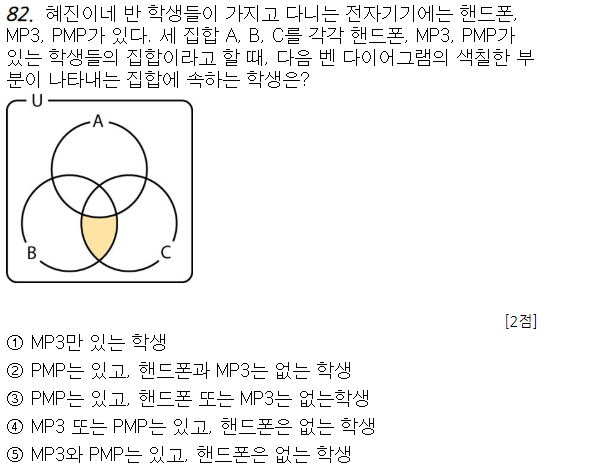 82. 혜진이네 반 학생들이 가지고 다니는 전자기기에는 핸드폰,
MP3, PMP가 있다. 세 집합 A, B, C를 각각 핸드폰, MP3, PMP가
있는 학생들의 집합이라고 할 때, 다음 벤 다이어그램의 색칠한 부
분이 나타내는 집합에 속하는 학생은?
U
A
B
C
[2점]
① MP3만 있는 학생
② PMP는 있고, 핸드폰과 MP3는 없는 학생
③ PMP는 있고, 핸드폰 또는 MP3는 없는학생
④ MP3 또는 PMP는 있고, 핸드폰은 없는 학생
⑤ MP3와 PMP는 있고, 핸드폰은 없는 학생